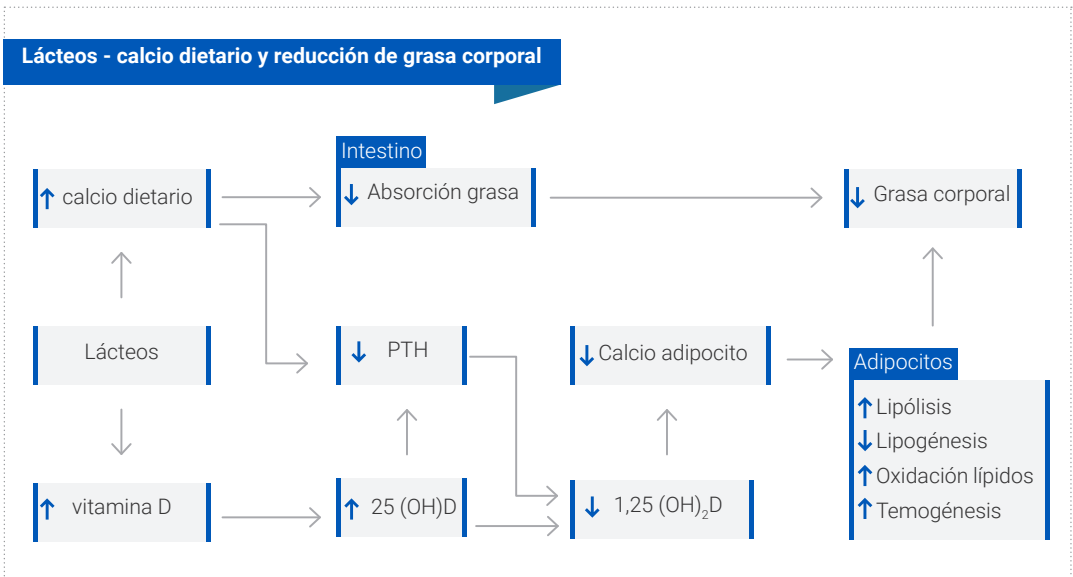 Lácteos - calcio dietario y reducción de grasa corporal
Intestino
↑ calcio dietario
↓ Absorción grasa
↓ Grasa corporal
Lácteos
↓ PTH
↓ Calcio adipocito
Adipocitos
↑ Lipólisis
↓ Lipogénesis
↑ Oxidación lípidos
↑ Temogénesis
↑ vitamina D
↑ 25 (OH)D
↓ 1,25 (OH)₂D